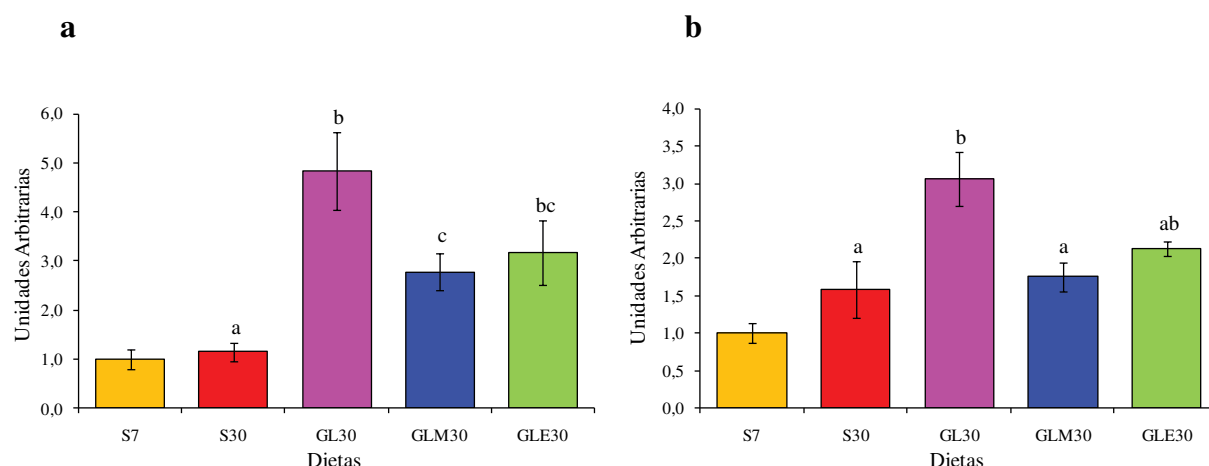 a
Unidades Arbitrarias
6,0
5,0
4,0
3,0
2,0
1,0
0,0
a
b
c
bc
S7 S30 GL30 GLM30 GLE30
Dietas
b
Unidades Arbitrarias
4,0
3,5
3,0
2,5
2,0
1,5
1,0
0,5
0,0
a
b
a
ab
S7 S30 GL30 GLM30 GLE30
Dietas